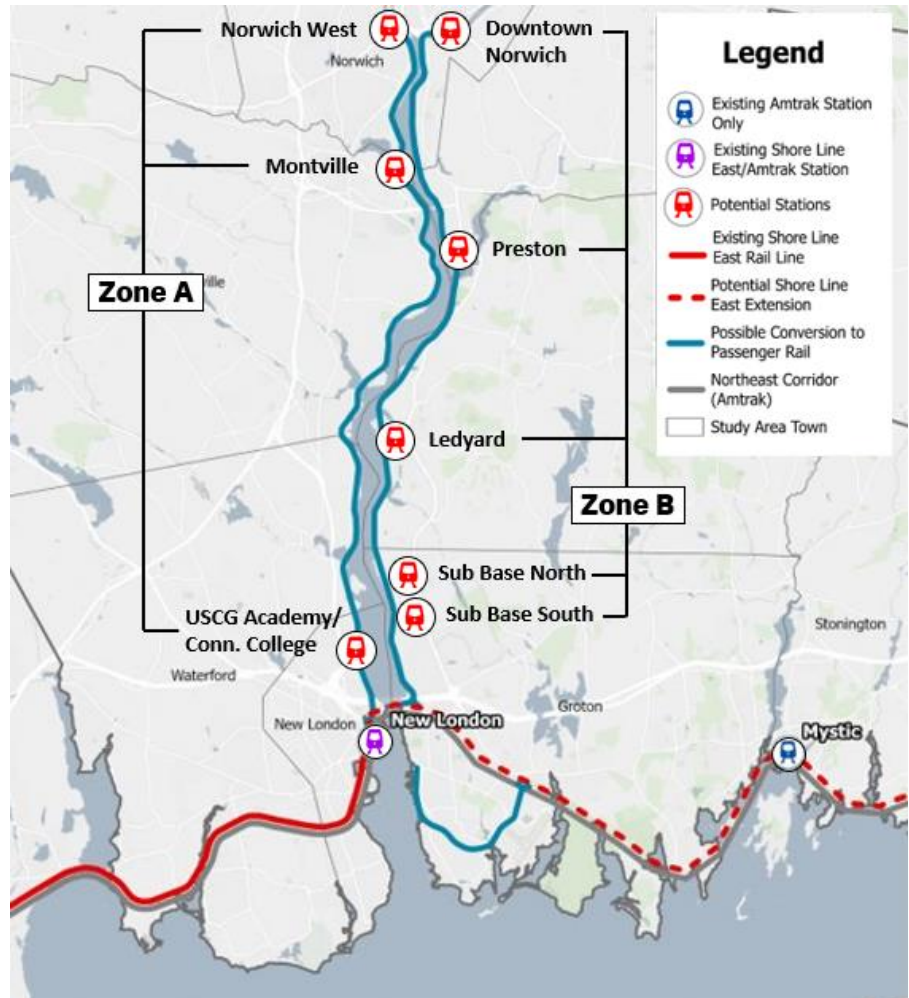 Norwich West
Downtown
Norwich
Norwich
Montville
Preston
Zone A
ville
Ledyard
Zone B
Sub Base North
Sub Base South
USCG Academy/
Conn. College
Stonington
Waterford
Groton
New London
New London
Mystic
Legend
Existing Amtrak Station
Only
Existing Shore Line
East/Amtrak Station
Potential Stations
Existing Shore Line
East Rail Line
Potential Shore Line
East Extension
Possible Conversion to
Passenger Rail
Northeast Corridor
(Amtrak)
Study Area Town